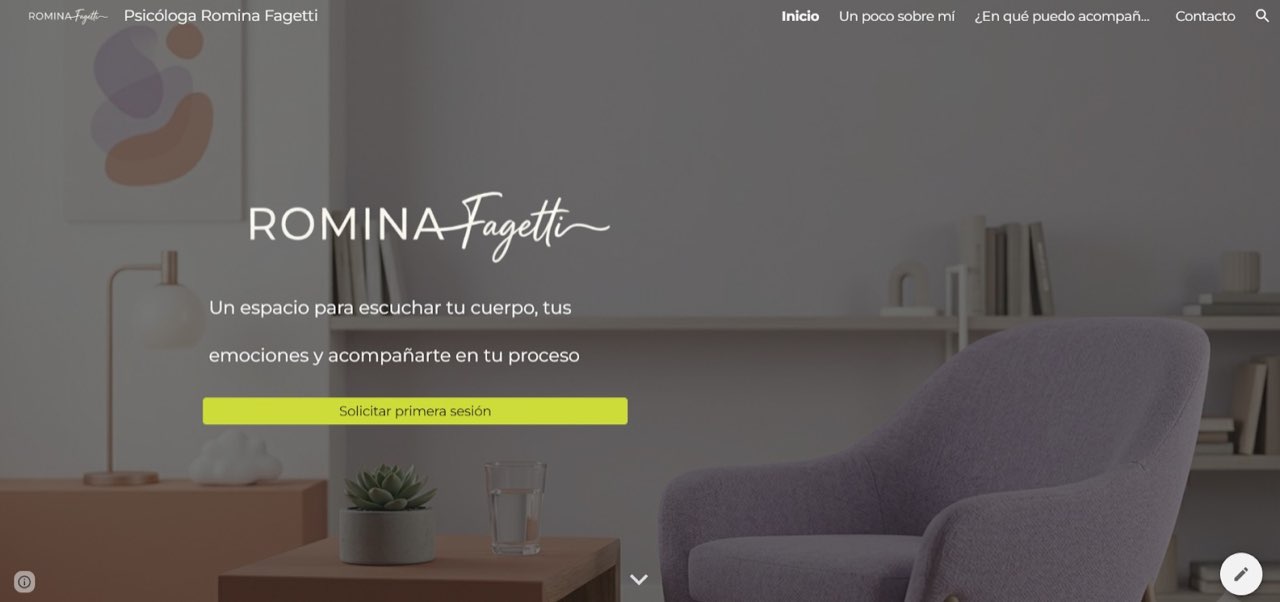 ROMINA Fagetti
Psicóloga Romina Fagetti
Inicio
Un poco sobre mí
¿En qué puedo acompañ...
Contacto
ROMINA Fagetti
Un espacio para escuchar tu cuerpo, tus
emociones y acompañarte en tu proceso
Solicitar primera sesión